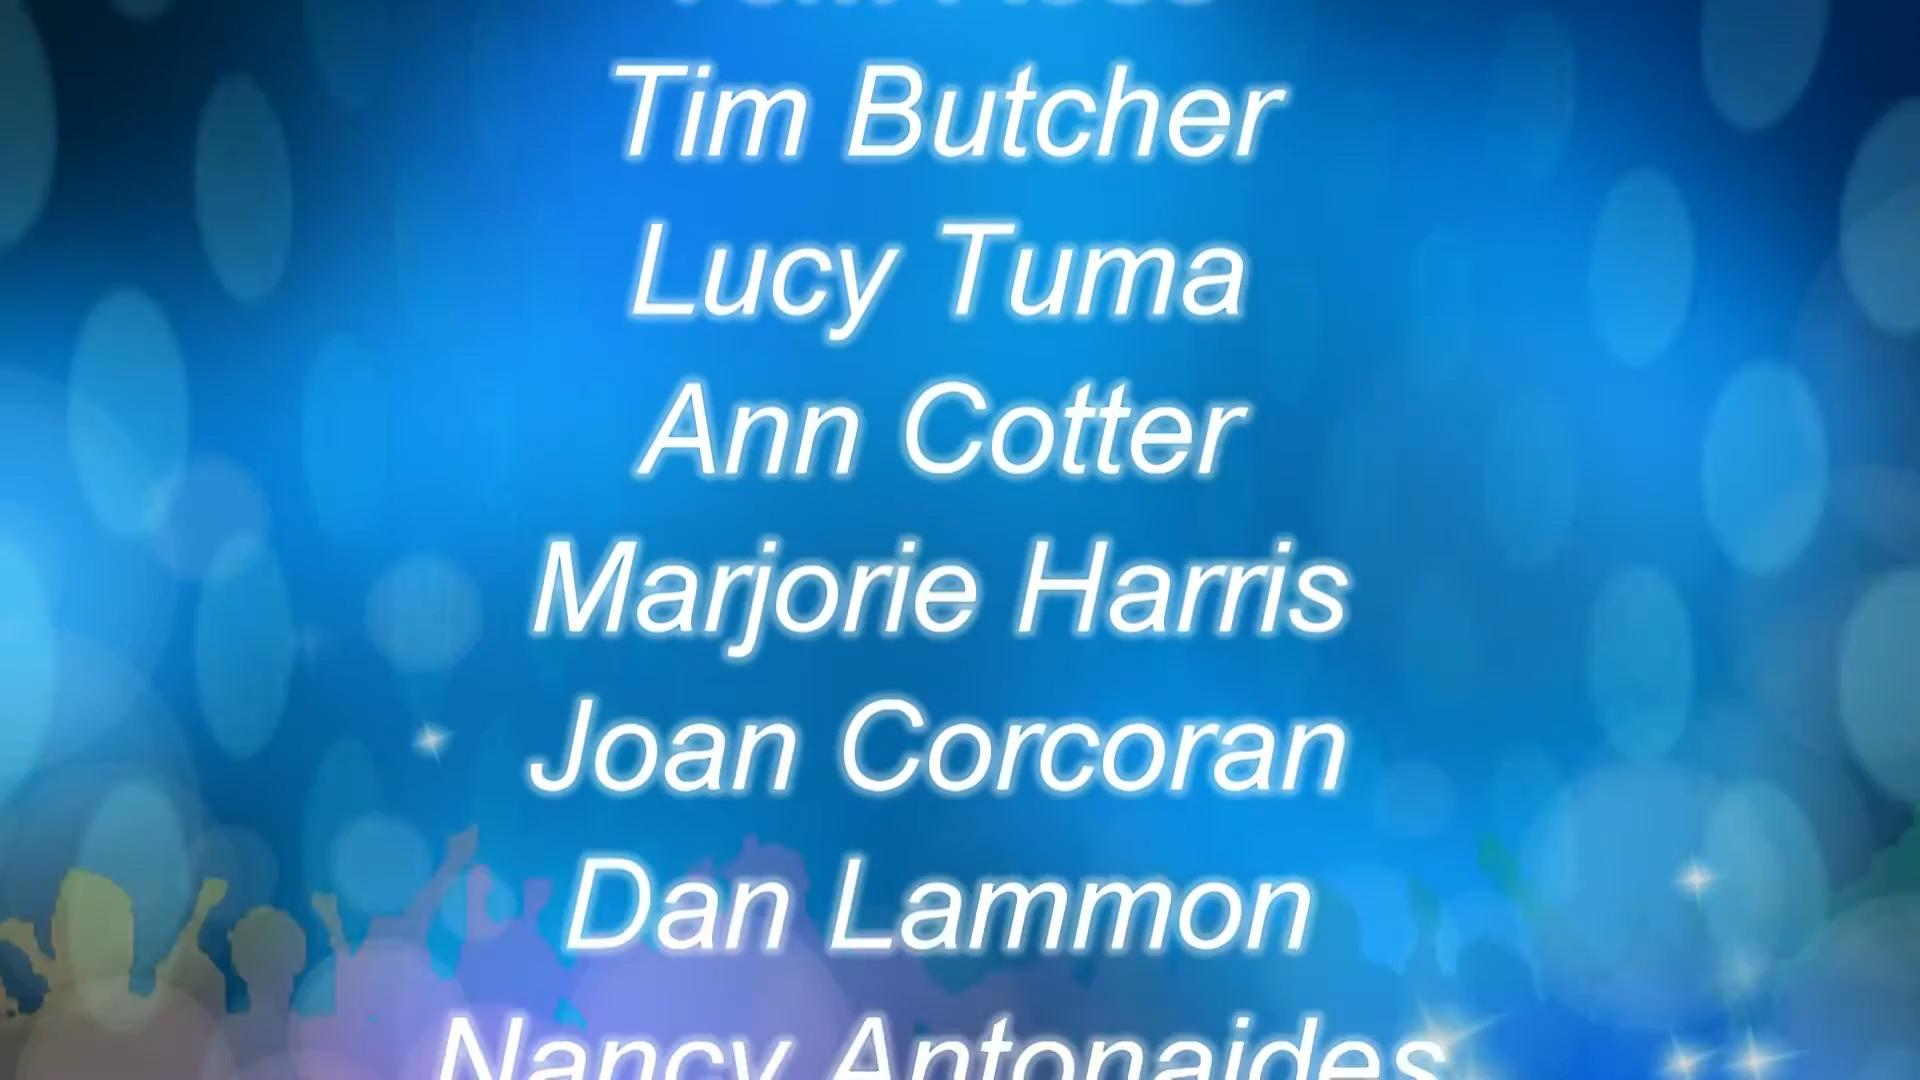 Tim Butcher
Lucy Tuma
Ann Cotter
Marjorie Harris
Joan Corcoran
Dan Lammon
Nancy Antonaides